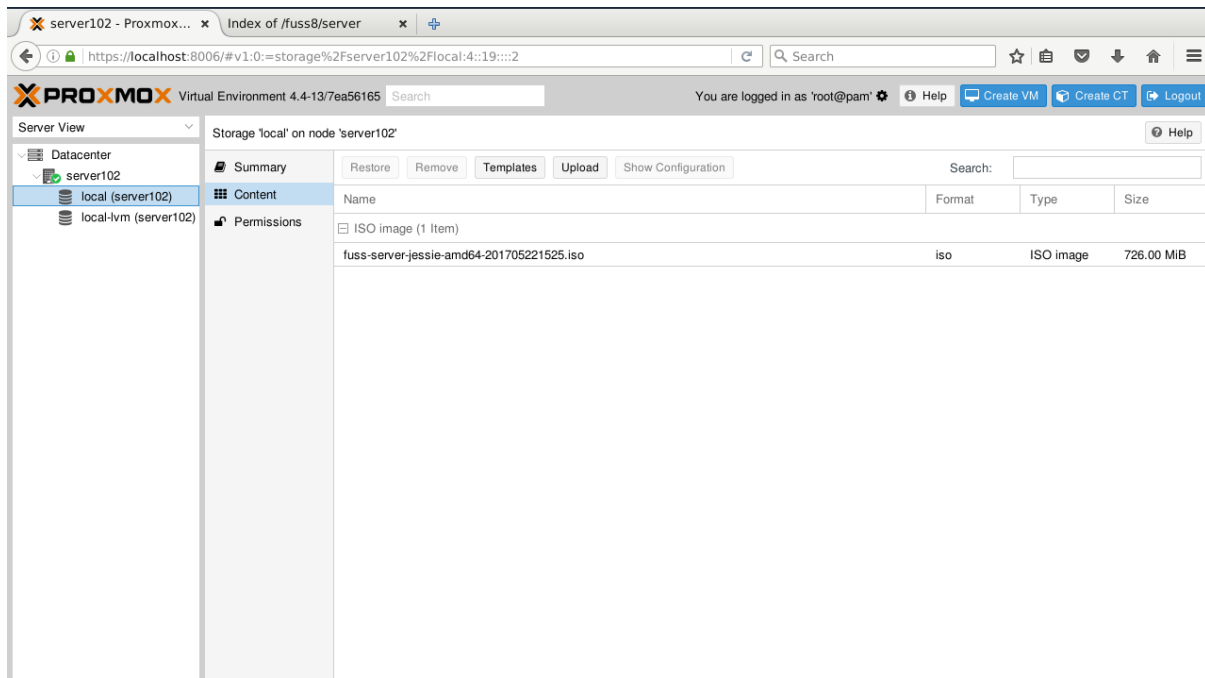 server102 - Proxmox... × Index of /fuss8/server ×
https://localhost:8006/#v1:0:=storage%2Fserver102%2Flocal:4::19::::2 Search
PROXMOX Virtual Environment 4.4-13/7ea56165 Search You are logged in as 'root@pam' Help Create VM Create CT Logout
Server View Storage 'local' on node 'server102' Help
Datacenter
server102
local (server102)
local-lvm (server102)
Summary
Content
Permissions
Restore Remove Templates Upload Show Configuration Search:
Name Format Type Size
ISO image (1 Item)
fuss-server-jessie-amd64-201705221525.iso iso ISO image 726.00 MiB